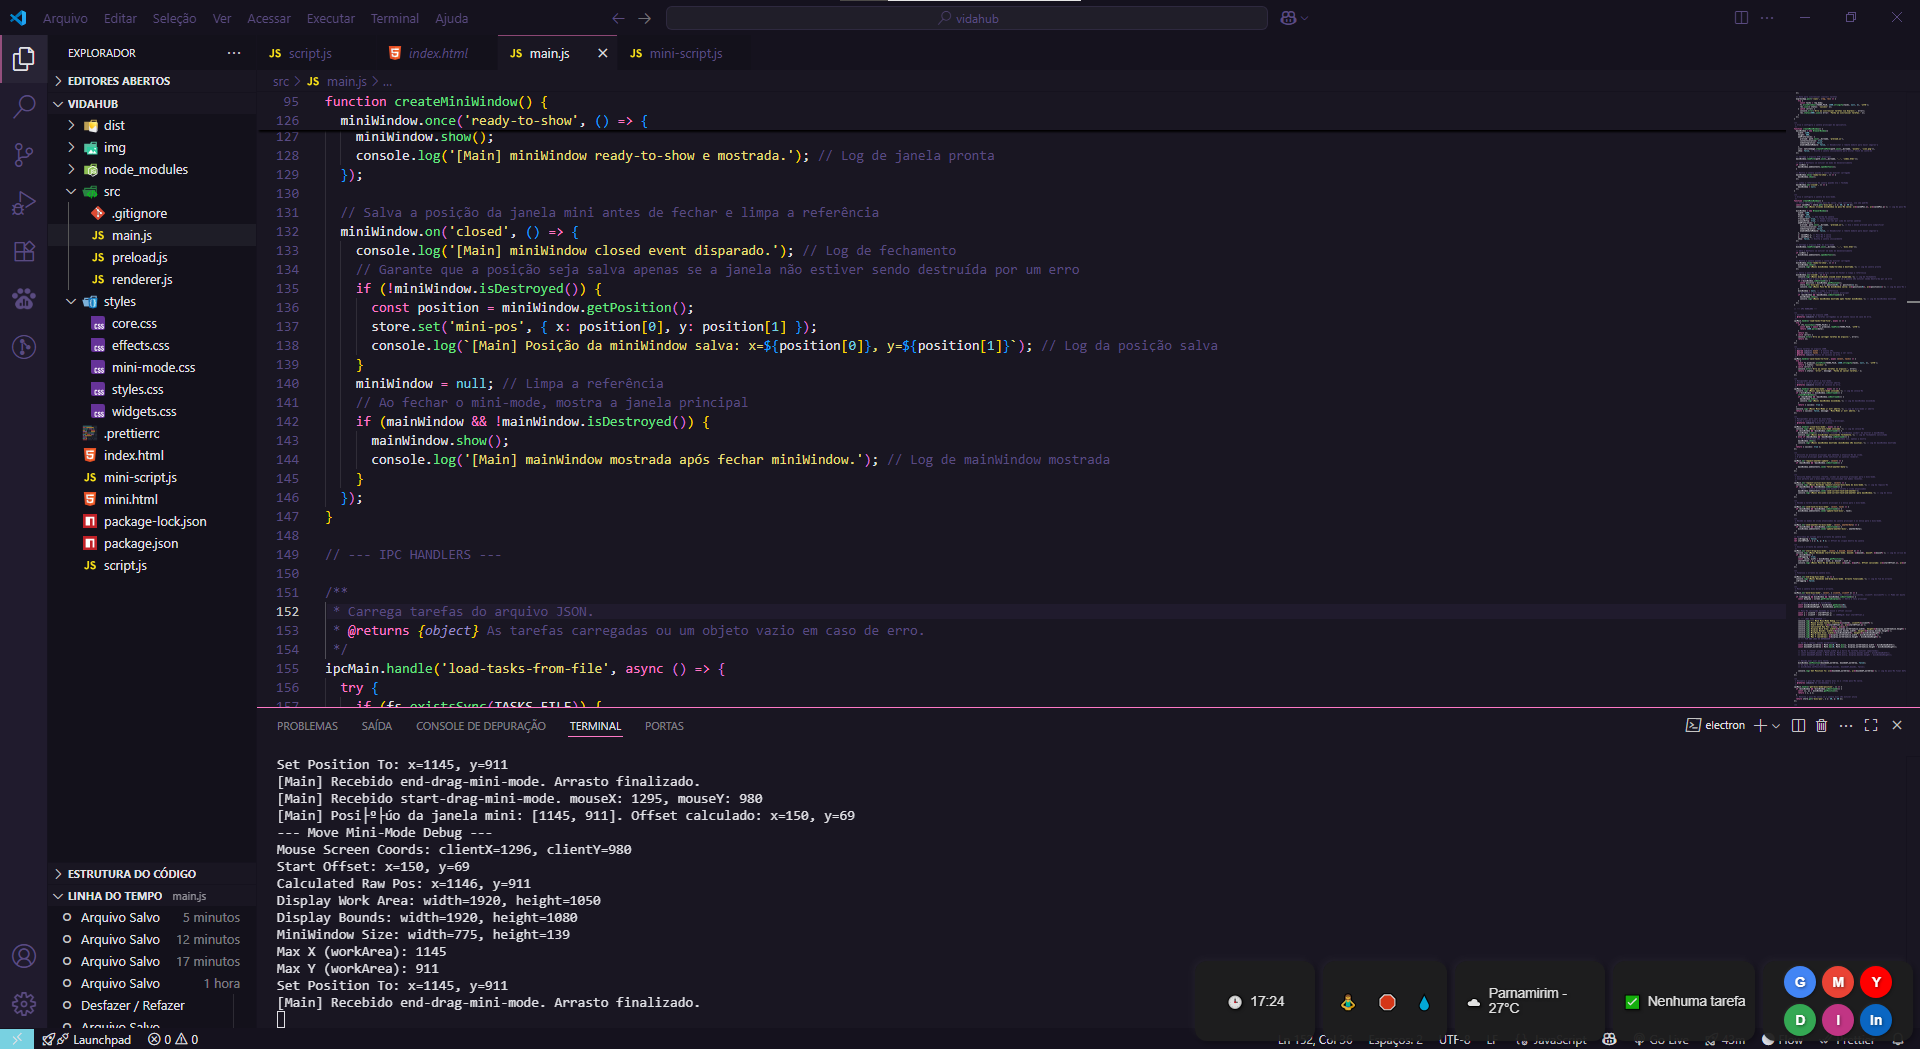 Arquivo Editar Seleção Ver Acessar Executar Terminal Ajuda
vidahub
EXPLORADOR
EDITORES ABERTOS
VIDAHUB
dist
img
node_modules
src
.gitignore
main.js
preload.js
renderer.js
styles
core.css
effects.css
mini-mode.css
styles.css
widgets.css
.prettierrc
index.html
mini-script.js
mini.html
package-lock.json
package.json
script.js
ESTRUTURA DO CÓDIGO
LINHA DO TEMPO main.js
Arquivo Salvo 5 minutos
Arquivo Salvo 12 minutos
Arquivo Salvo 17 minutos
Arquivo Salvo 1 hora
Desfazer / Refazer
Arquivo Salvo
JS script.js index.html JS main.js JS mini-script.js
src > JS main.js > ...
95 function createMiniWindow() {
126 miniWindow.once('ready-to-show', () => {
127 miniWindow.show();
128 console.log('[Main] miniWindow ready-to-show e mostrada.'); // Log de janela pronta
129 });
130
131 // Salva a posição da janela mini antes de fechar e limpa a referência
132 miniWindow.on('closed', () => {
133 console.log('[Main] miniWindow closed event disparado.'); // Log de fechamento
134 // Garante que a posição seja salva apenas se a janela não estiver sendo destruída por um erro
135 if (!miniWindow.isDestroyed()) {
136 const position = miniWindow.getPosition();
137 store.set('mini-pos', { x: position[0], y: position[1] });
138 console.log(`[Main] Posição da miniWindow salva: x=${position[0]}, y=${position[1]}`); // Log da posição salva
139 }
140 miniWindow = null; // Limpa a referência
141 // Ao fechar o mini-mode, mostra a janela principal
142 if (mainWindow && !mainWindow.isDestroyed()) {
143 mainWindow.show();
144 console.log('[Main] mainWindow mostrada após fechar miniWindow.'); // Log de mainWindow mostrada
145 }
146 });
147 }
148
149 // --- IPC HANDLERS ---
150
151 /**
152 * Carrega tarefas do arquivo JSON.
153 * @returns {object} As tarefas carregadas ou um objeto vazio em caso de erro.
154 */
155 ipcMain.handle('load-tasks-from-file', async () => {
156 try {
157 if (fs.existsSync(TASKS_FILE)) {
PROBLEMAS SAÍDA CONSOLE DE DEPURAÇÃO TERMINAL PORTAS
electron
Set Position To: x=1145, y=911
[Main] Recebido end-drag-mini-mode. Arrasto finalizado.
[Main] Recebido start-drag-mini-mode. mouseX: 1295, mouseY: 980
[Main] Posi├º├úo da janela mini: [1145, 911]. Offset calculado: x=150, y=69
--- Move Mini-Mode Debug ---
Mouse Screen Coords: clientX=1296, clientY=980
Start Offset: x=150, y=69
Calculated Raw Pos: x=1146, y=911
Display Work Area: width=1920, height=1050
Display Bounds: width=1920, height=1080
MiniWindow Size: width=775, height=139
Max X (workArea): 1145
Max Y (workArea): 911
Set Position To: x=1145, y=911
[Main] Recebido end-drag-mini-mode. Arrasto finalizado.
17:24
Parnamirim -
27°C
Nenhuma tarefa
G M Y
D I In
Launchpad 0 0